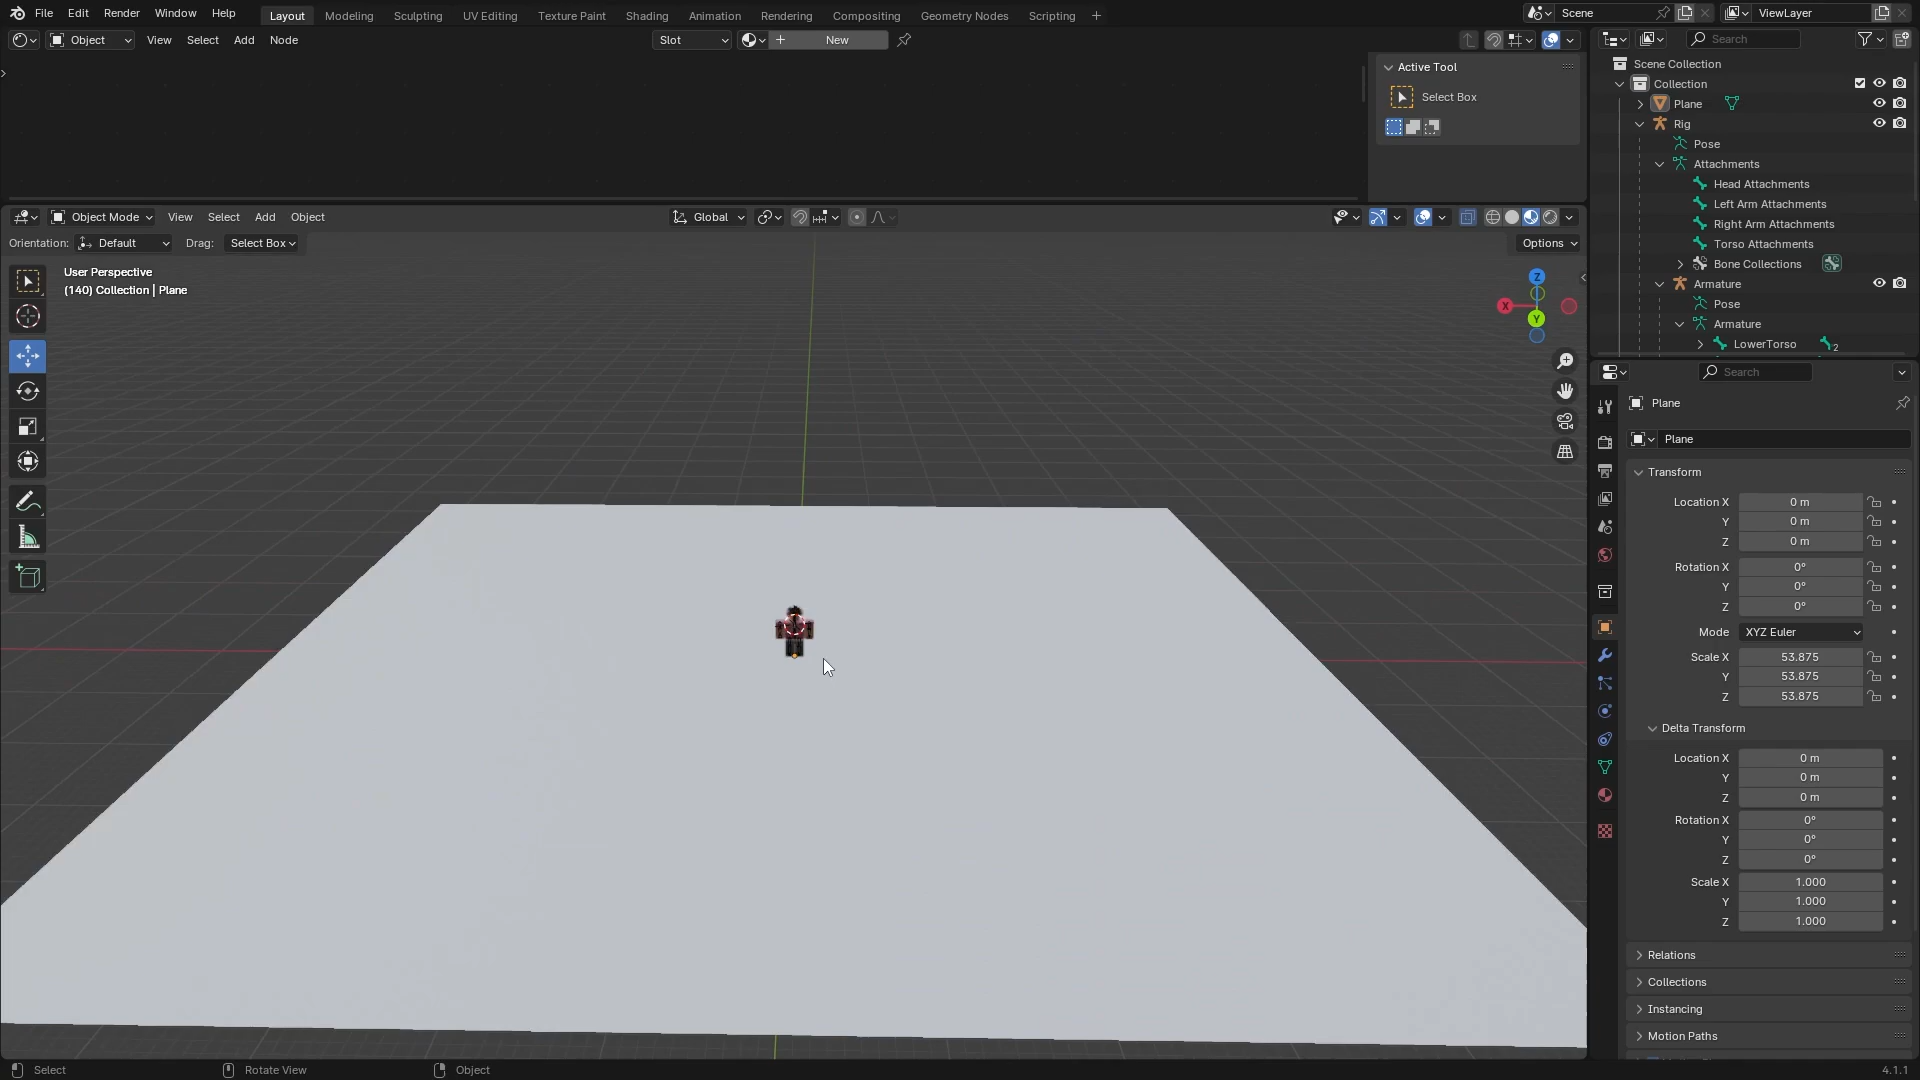 File Edit Render Window Help Layout Modeling Sculpting UV Editing Texture Paint Shading Animation Rendering Compositing Geometry Nodes Scripting + Scene ViewLayer
Object View Select Add Node Slot New Search
Active Tool
Select Box
Scene Collection
Collection
Plane
Rig
Pose
Attachments
Head Attachments
Left Arm Attachments
Right Arm Attachments
Torso Attachments
Bone Collections
Armature
Pose
Armature
LowerTorso 2
Object Mode View Select Add Object Global
Orientation: Default Drag: Select Box Options
User Perspective
(140) Collection | Plane
Z
X
Y
Search
Plane
Plane
Transform
Location X 0 m
Y 0 m
Z 0 m
Rotation X 0°
Y 0°
Z 0°
Mode XYZ Euler
Scale X 53.875
Y 53.875
Z 53.875
Delta Transform
Location X 0 m
Y 0 m
Z 0 m
Rotation X 0°
Y 0°
Z 0°
Scale X 1.000
Y 1.000
Z 1.000
Relations
Collections
Instancing
Motion Paths
Select Rotate View Object 4.1.1